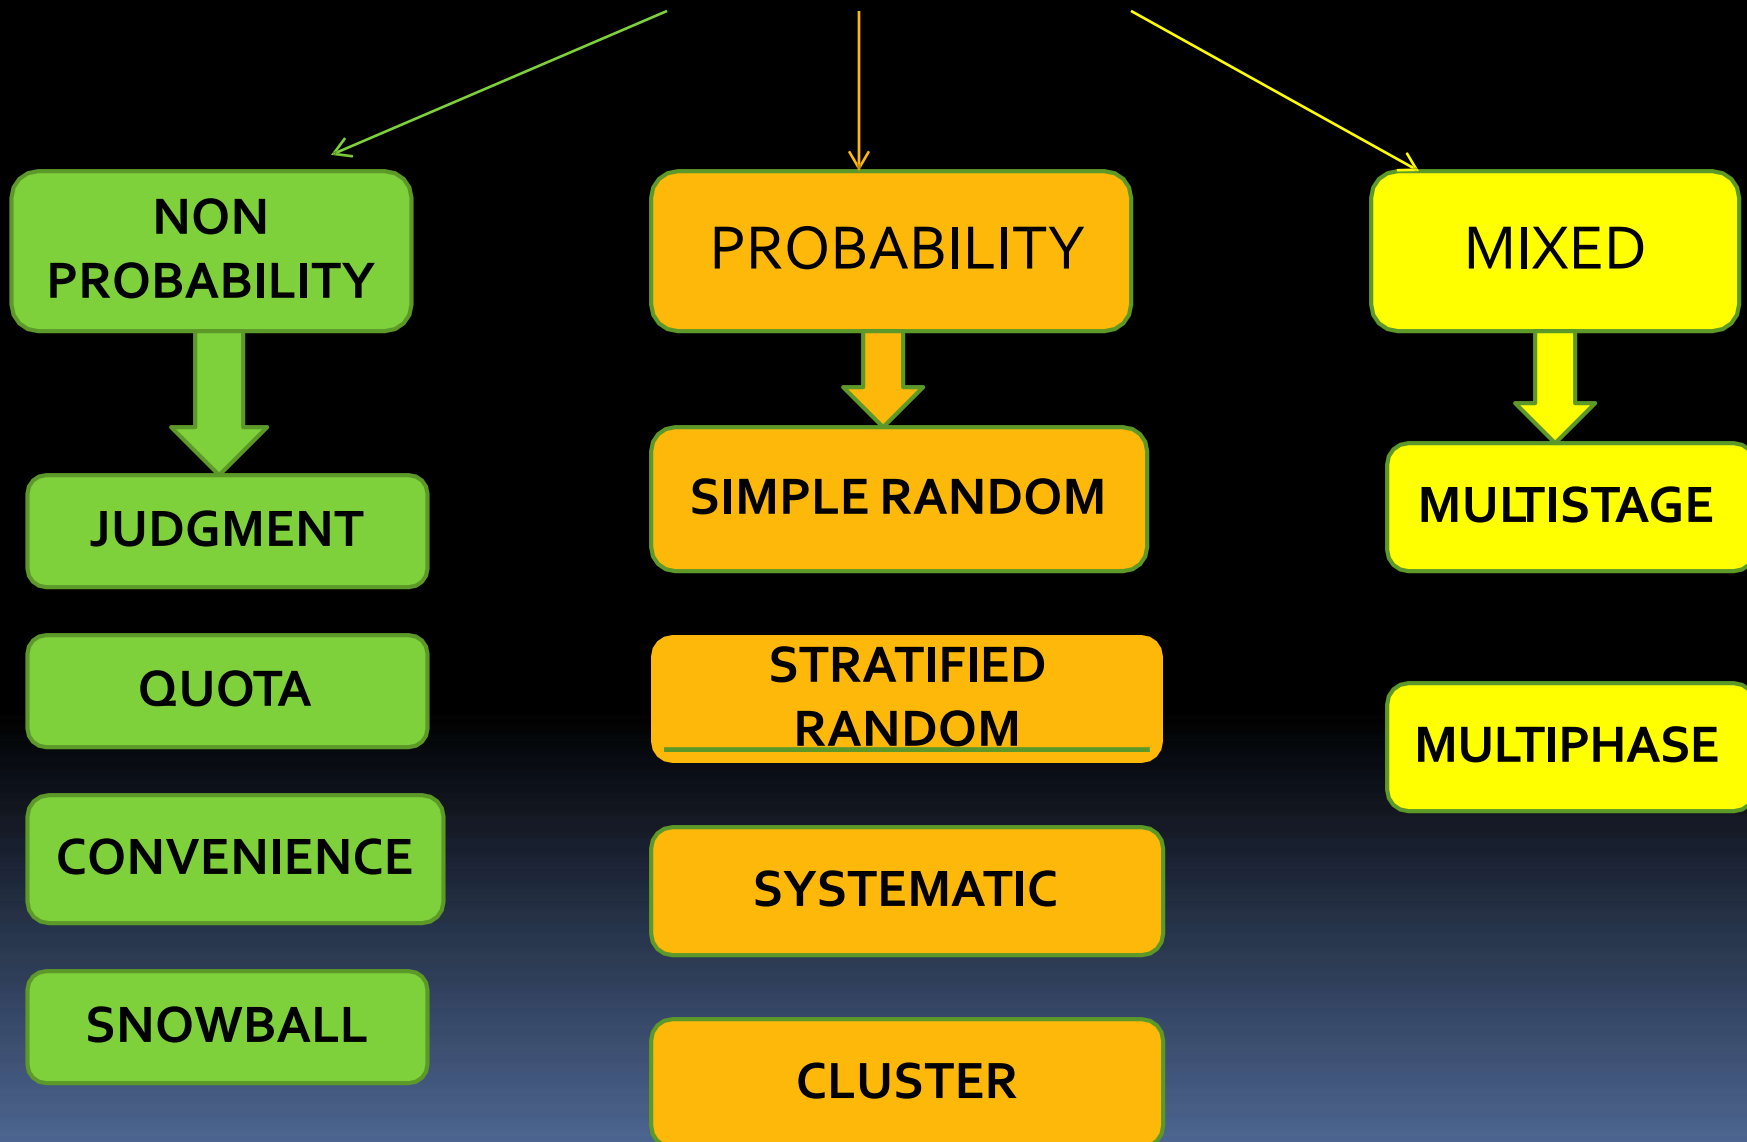 NON
PROBABILITY
PROBABILITY
MIXED
JUDGMENT
SIMPLE RANDOM
MULTISTAGE
QUOTA
STRATIFIED
RANDOM
MULTIPHASE
CONVENIENCE
SYSTEMATIC
SNOWBALL
CLUSTER